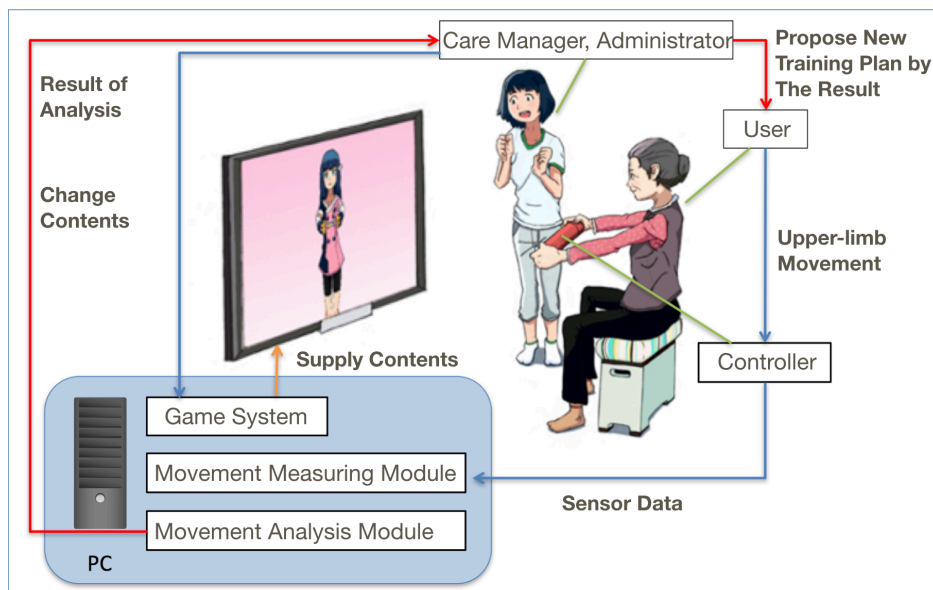 Care Manager, Administrator
Propose New
Training Plan by
The Result
Result of
Analysis
User
Change
Contents
Upper-limb
Movement
Supply Contents
Controller
Game System
Movement Measuring Module
Sensor Data
Movement Analysis Module
PC